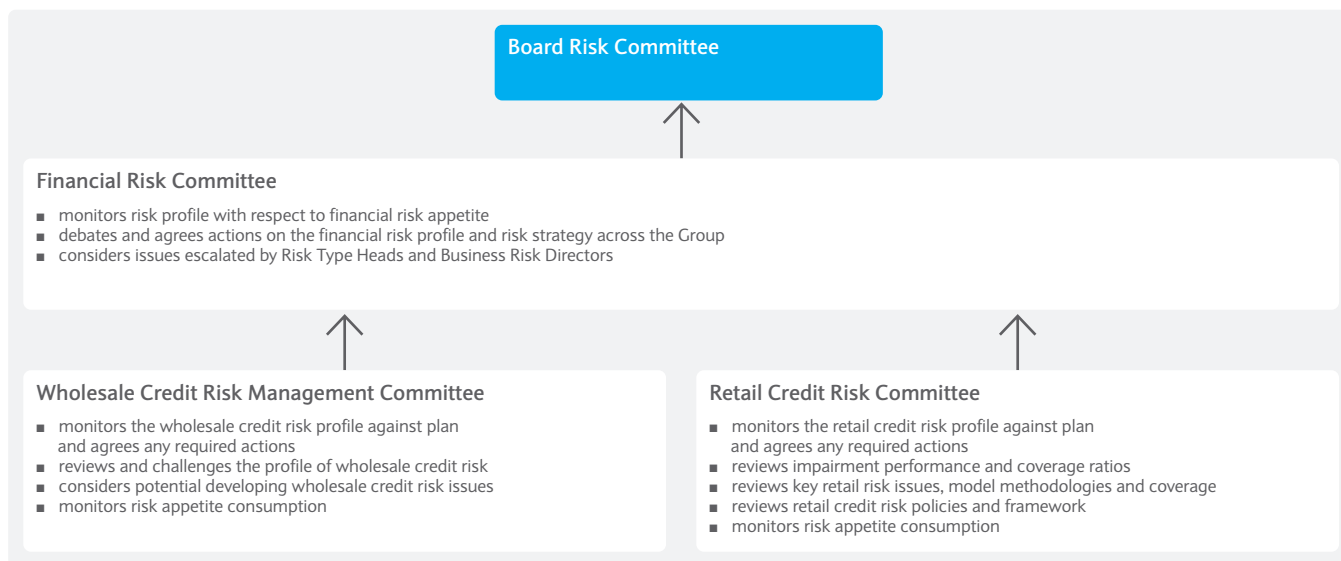 Board Risk Committee
Financial Risk Committee
■ monitors risk profile with respect to financial risk appetite
■ debates and agrees actions on the financial risk profile and risk strategy across the Group
■ considers issues escalated by Risk Type Heads and Business Risk Directors
Wholesale Credit Risk Management Committee
■ monitors the wholesale credit risk profile against plan
and agrees any required actions
■ reviews and challenges the profile of wholesale credit risk
■ considers potential developing wholesale credit risk issues
■ monitors risk appetite consumption
Retail Credit Risk Committee
■ monitors the retail credit risk profile against plan
and agrees any required actions
■ reviews impairment performance and coverage ratios
■ reviews key retail risk issues, model methodologies and coverage
■ reviews retail credit risk policies and framework
■ monitors risk appetite consumption